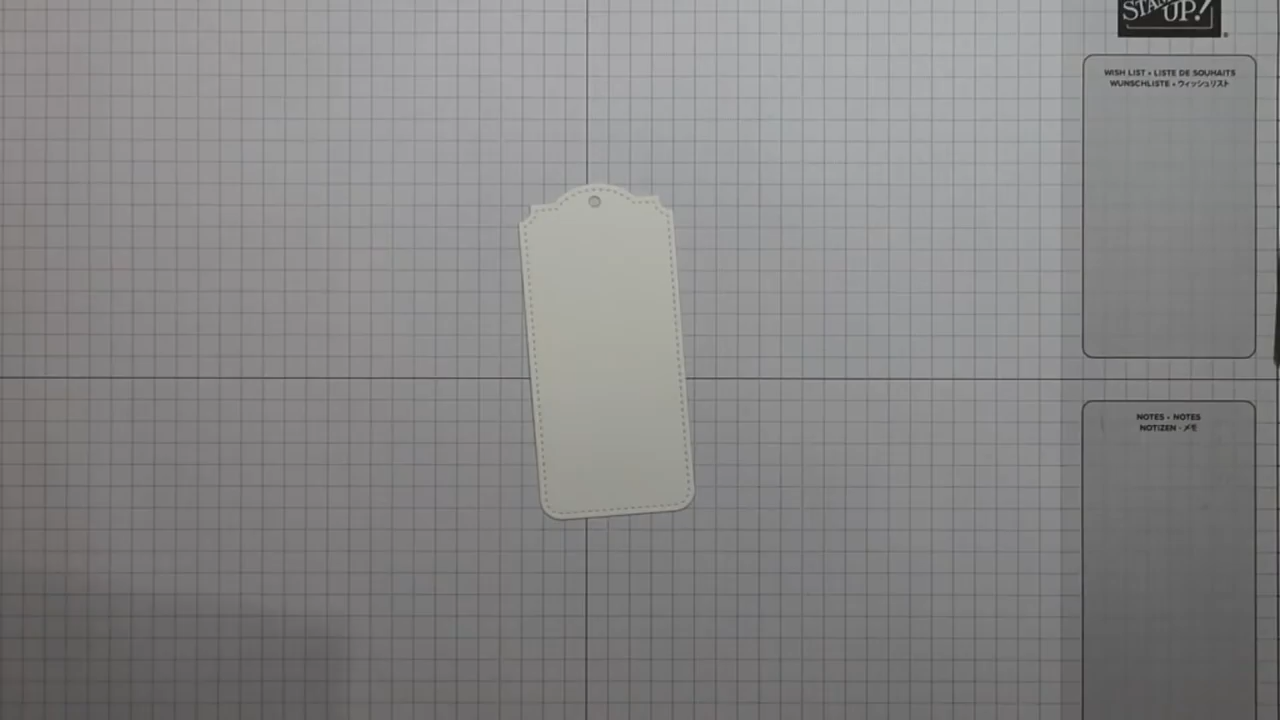 STAMPIN'
UP!
®
WISH LIST • LISTE DE SOUHAITS
WUNSCHLISTE • ウィッシュリスト
NOTES • NOTES
NOTIZEN • メモ